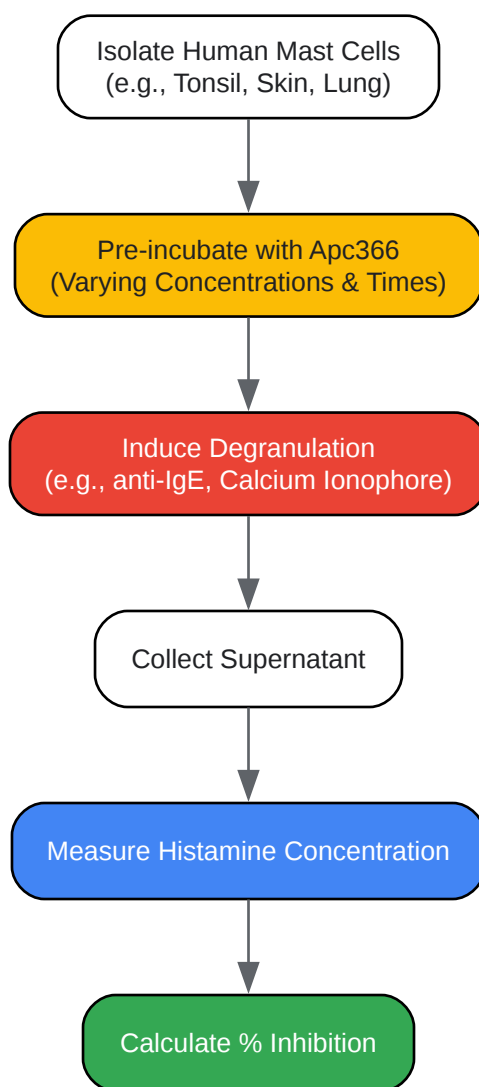 Isolate Human Mast Cells
(e.g., Tonsil, Skin, Lung)
Pre-incubate with Apc366
(Varying Concentrations & Times)
Induce Degranulation
(e.g., anti-IgE, Calcium Ionophore)
Collect Supernatant
Measure Histamine Concentration
Calculate % Inhibition